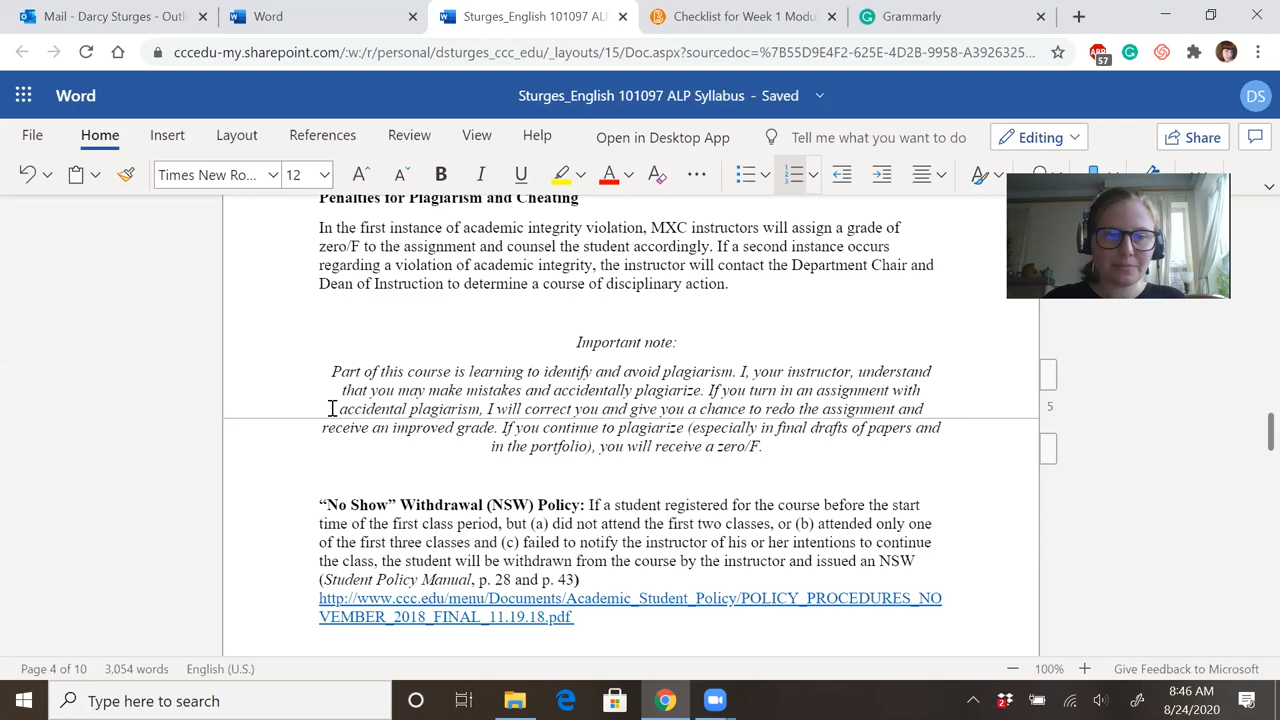 Mail - Darcy Sturges - Outl
Word
Sturges_English 101097 ALP
Checklist for Week 1 Modu
Grammarly
cccedu-my.sharepoint.com/:w:/r/personal/dsturges_ccc_edu/_layouts/15/Doc.aspx?sourcedoc=%7B55D9E4F2-625E-4D2B-9958-A3926325...
57
Word
Sturges_English 101097 ALP Syllabus - Saved
DS
File Home Insert Layout References Review View Help Open in Desktop App Tell me what you want to do Editing Share
Times New Ro... 12 A A B I U A
Penalties for Plagiarism and Cheating
In the first instance of academic integrity violation, MXC instructors will assign a grade of
zero/F to the assignment and counsel the student accordingly. If a second instance occurs
regarding a violation of academic integrity, the instructor will contact the Department Chair and
Dean of Instruction to determine a course of disciplinary action.
Important note:
Part of this course is learning to identify and avoid plagiarism. I, your instructor, understand
that you may make mistakes and accidentally plagiarize. If you turn in an assignment with
accidental plagiarism, I will correct you and give you a chance to redo the assignment and
receive an improved grade. If you continue to plagiarize (especially in final drafts of papers and
in the portfolio), you will receive a zero/F.
5
“No Show” Withdrawal (NSW) Policy: If a student registered for the course before the start
time of the first class period, but (a) did not attend the first two classes, or (b) attended only one
of the first three classes and (c) failed to notify the instructor of his or her intentions to continue
the class, the student will be withdrawn from the course by the instructor and issued an NSW
(Student Policy Manual, p. 28 and p. 43)
http://www.ccc.edu/menu/Documents/Academic_Student_Policy/POLICY_PROCEDURES_NO
VEMBER_2018_FINAL_11.19.18.pdf
Page 4 of 10 3,054 words English (U.S.) 100% Give Feedback to Microsoft
Type here to search
8:46 AM
8/24/2020